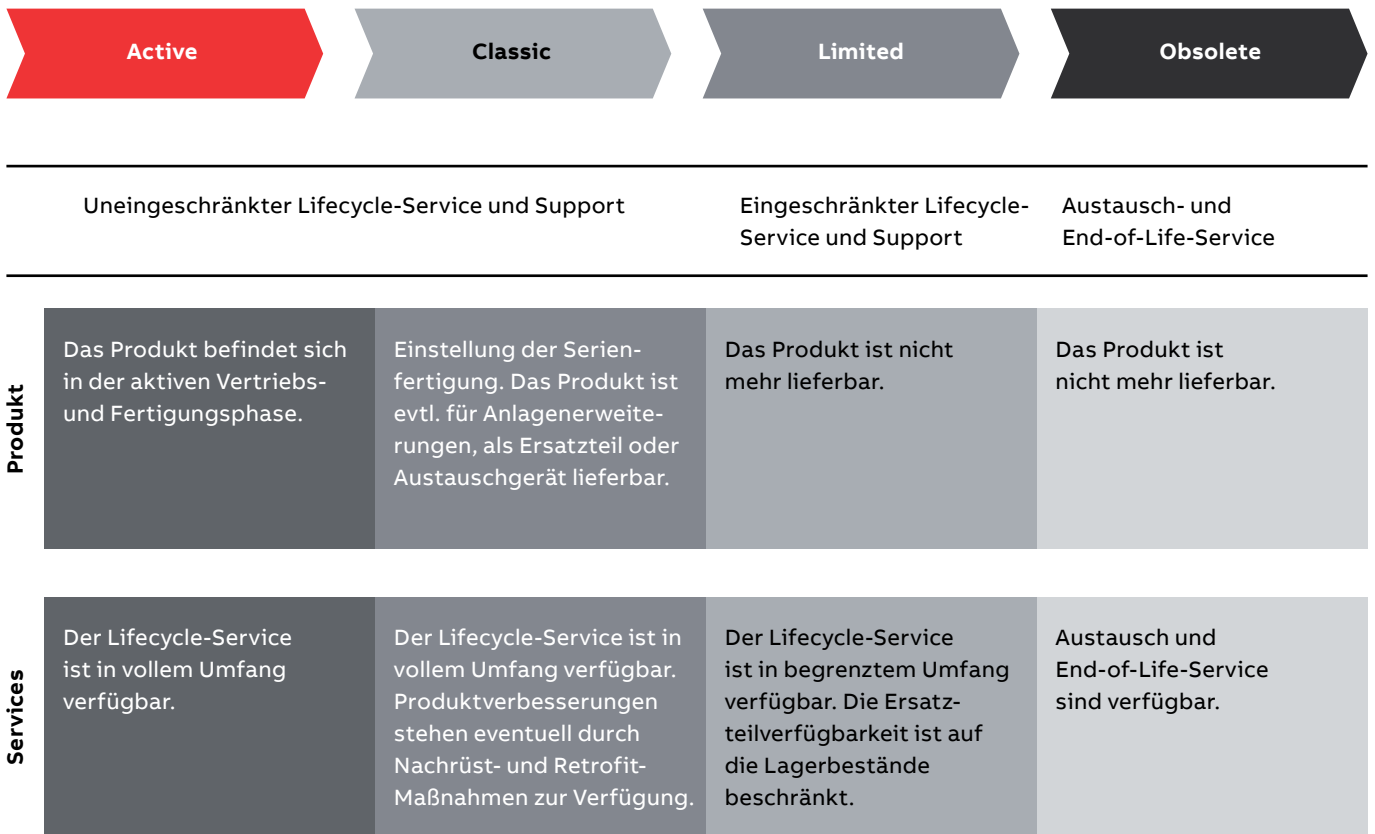 Active
Classic
Limited
Obsolete
Uneingeschränkter Lifecycle-Service und Support
Eingeschränkter Lifecycle-
Service und Support
Austausch- und
End-of-Life-Service
Produkt
Das Produkt befindet sich
in der aktiven Vertriebs-
und Fertigungsphase.
Einstellung der Serien-
fertigung. Das Produkt ist
evtl. für Anlagenerweite-
rungen, als Ersatzteil oder
Austauschgerät lieferbar.
Das Produkt ist nicht
mehr lieferbar.
Das Produkt ist
nicht mehr lieferbar.
Services
Der Lifecycle-Service
ist in vollem Umfang
verfügbar.
Der Lifecycle-Service ist in
vollem Umfang verfügbar.
Produktverbesserungen
stehen eventuell durch
Nachrüst- und Retrofit-
Maßnahmen zur Verfügung.
Der Lifecycle-Service
ist in begrenztem Umfang
verfügbar. Die Ersatz-
teilverfügbarkeit ist auf
die Lagerbestände
beschränkt.
Austausch und
End-of-Life-Service
sind verfügbar.